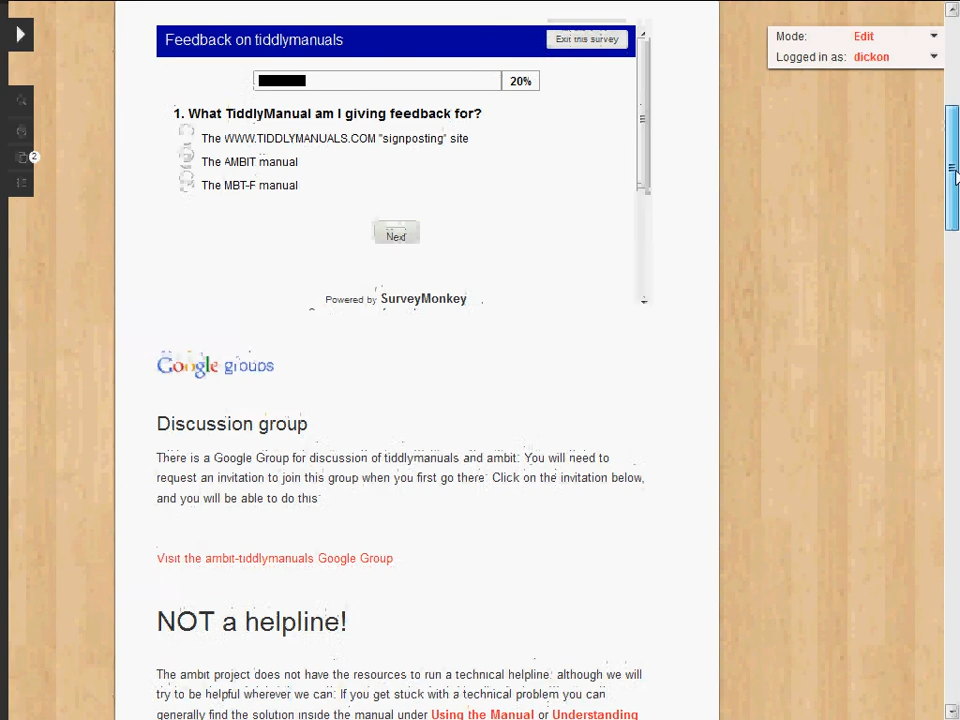 Feedback on tiddlymanuals
Exit this survey
Mode: Edit
Logged in as: dickon
20%
1. What TiddlyManual am I giving feedback for?
The WWW.TIDDLYMANUALS.COM "signposting" site
The AMBIT manual
The MBT-F manual
2
Next
Powered by SurveyMonkey
Google groups
Discussion group
There is a Google Group for discussion of tiddlymanuals and ambit. You will need to
request an invitation to join this group when you first go there. Click on the invitation below,
and you will be able to do this
Visit the ambit-tiddlymanuals Google Group
NOT a helpline!
The ambit project does not have the resources to run a technical helpline, although we will
try to be helpful wherever we can. If you get stuck with a technical problem you can
generally find the solution inside the manual under Using the Manual or Understanding